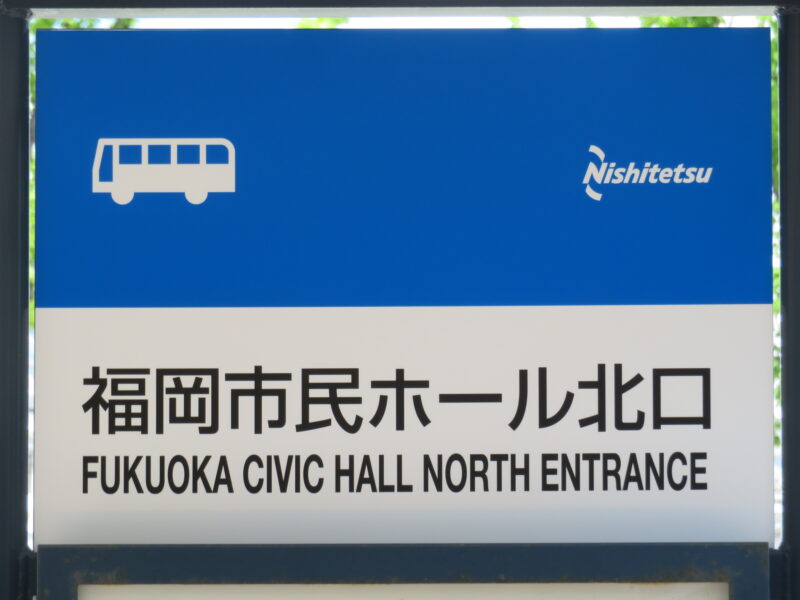 Nishitetsu
福岡市民ホール北口
FUKUOKA CIVIC HALL NORTH ENTRANCE